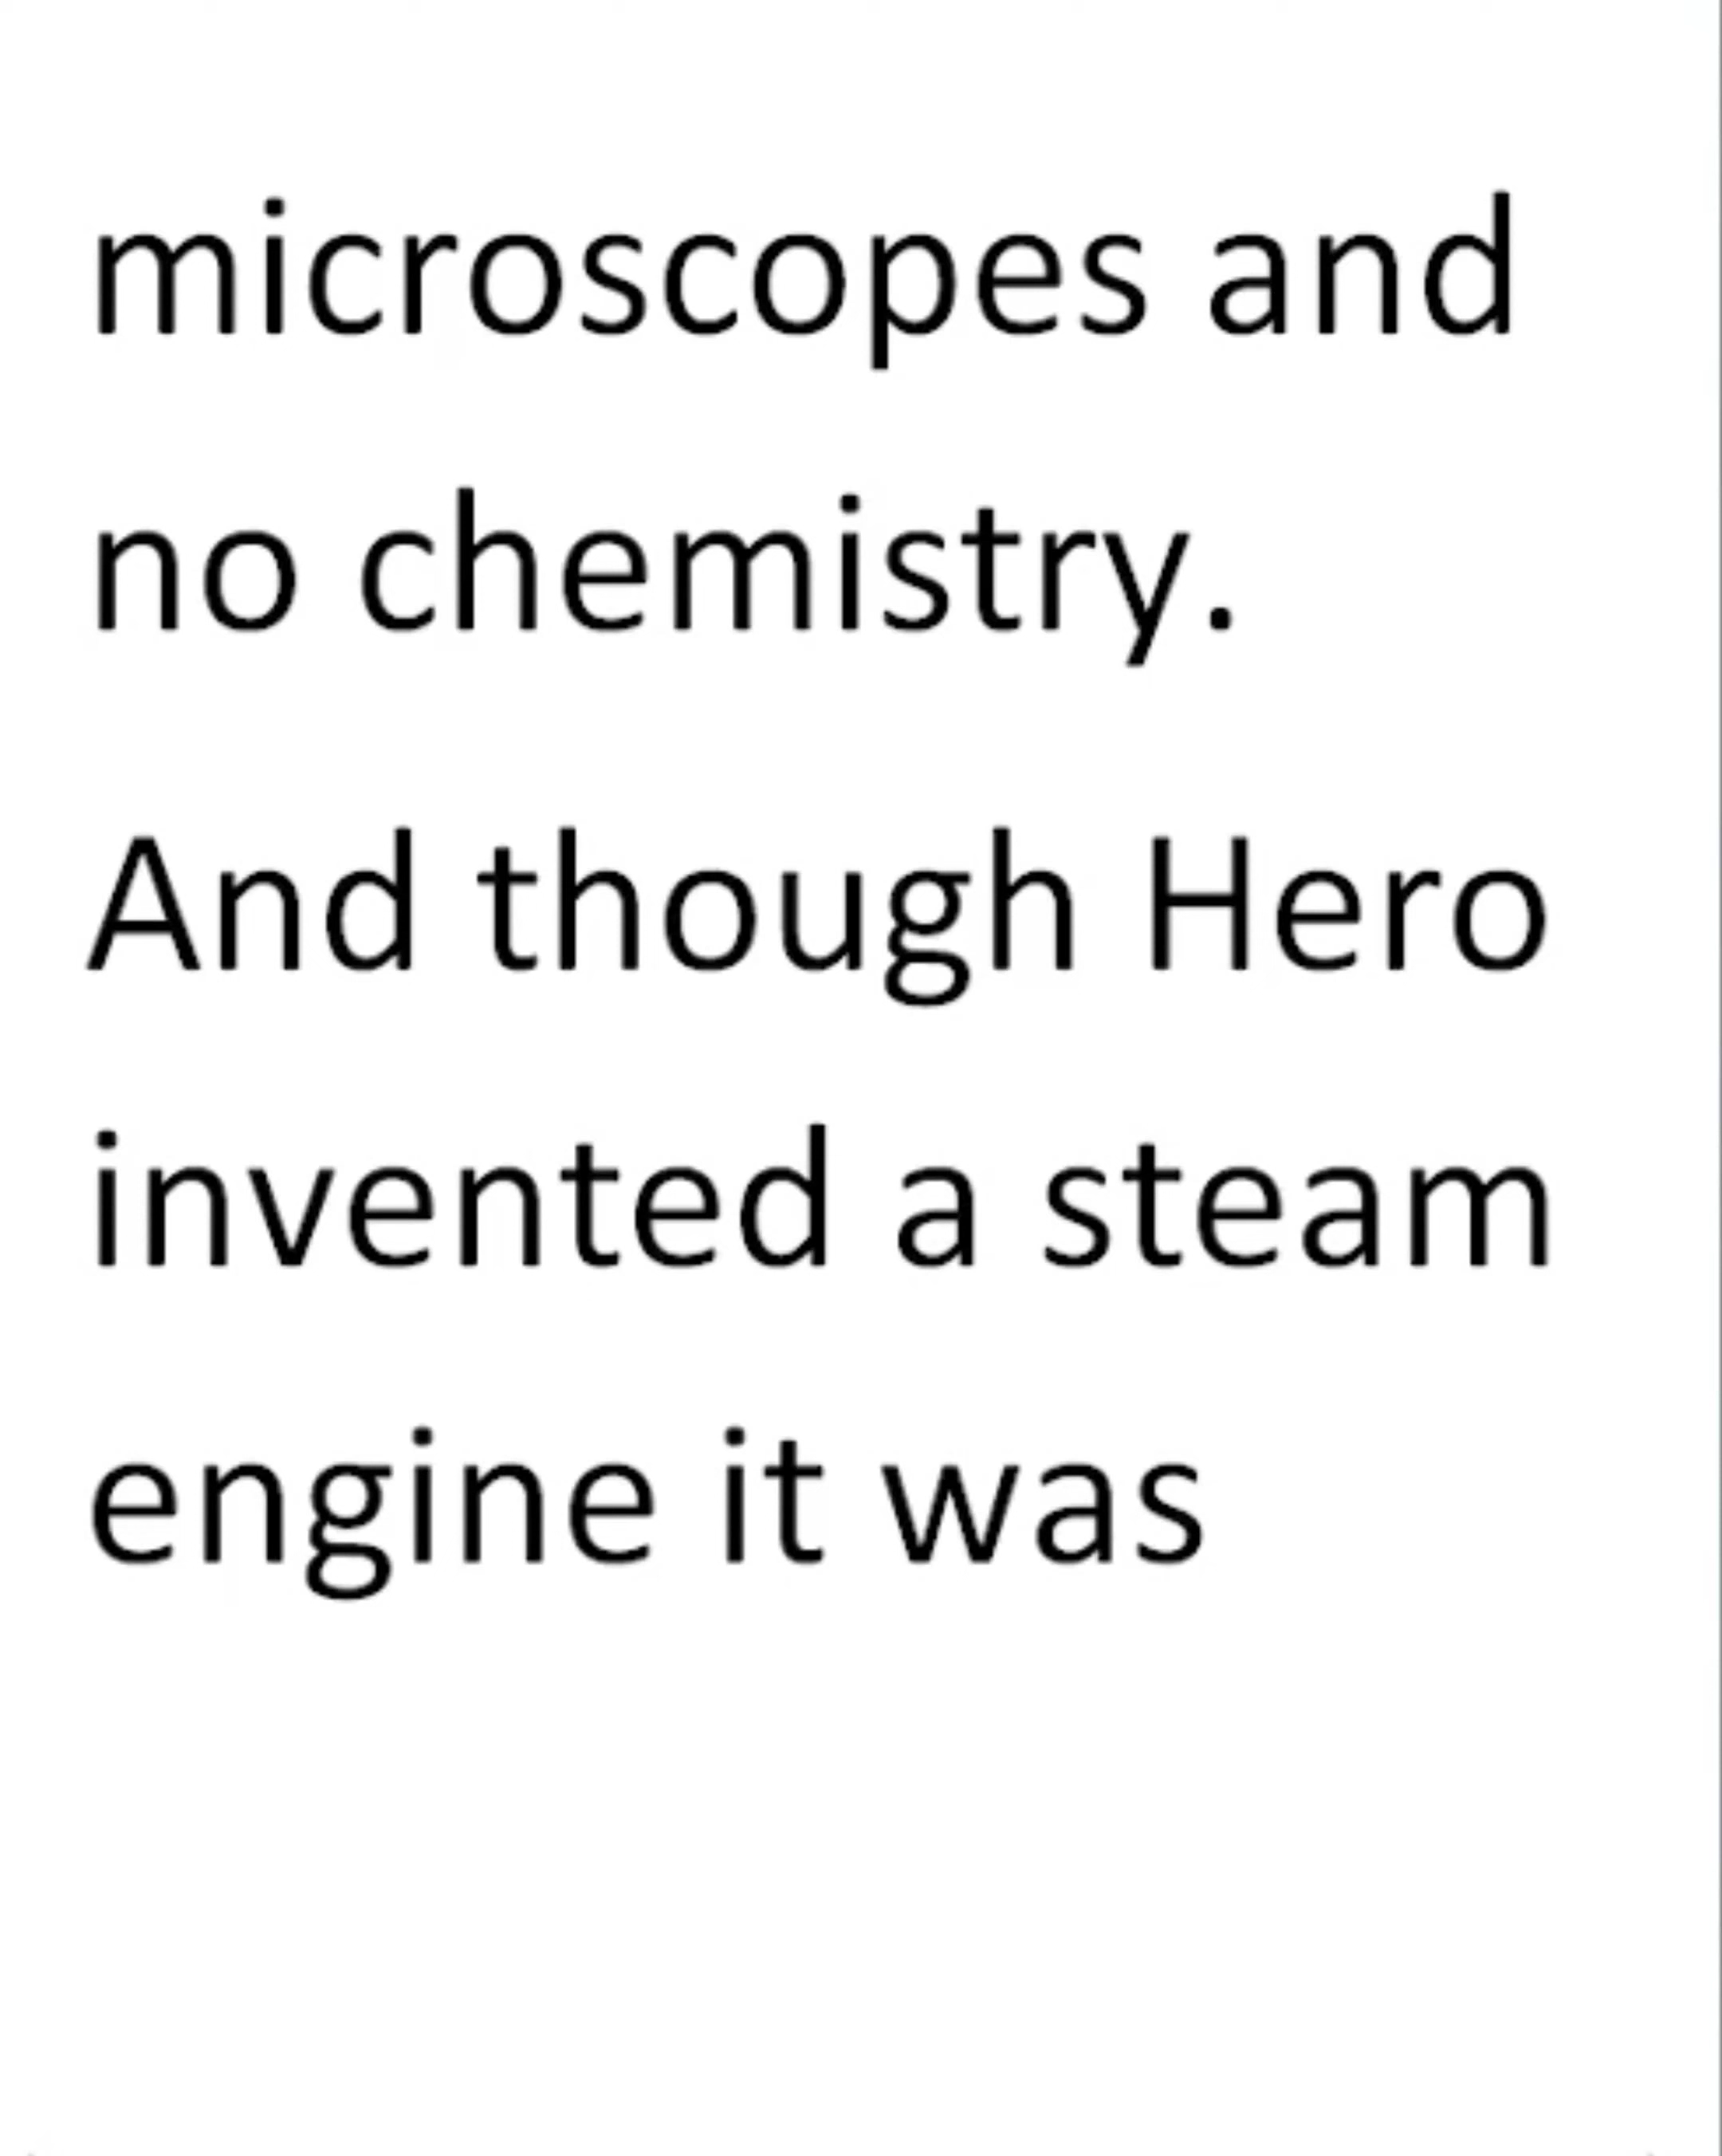 microscopes and
no chemistry.
And though Hero
invented a steam
engine it was